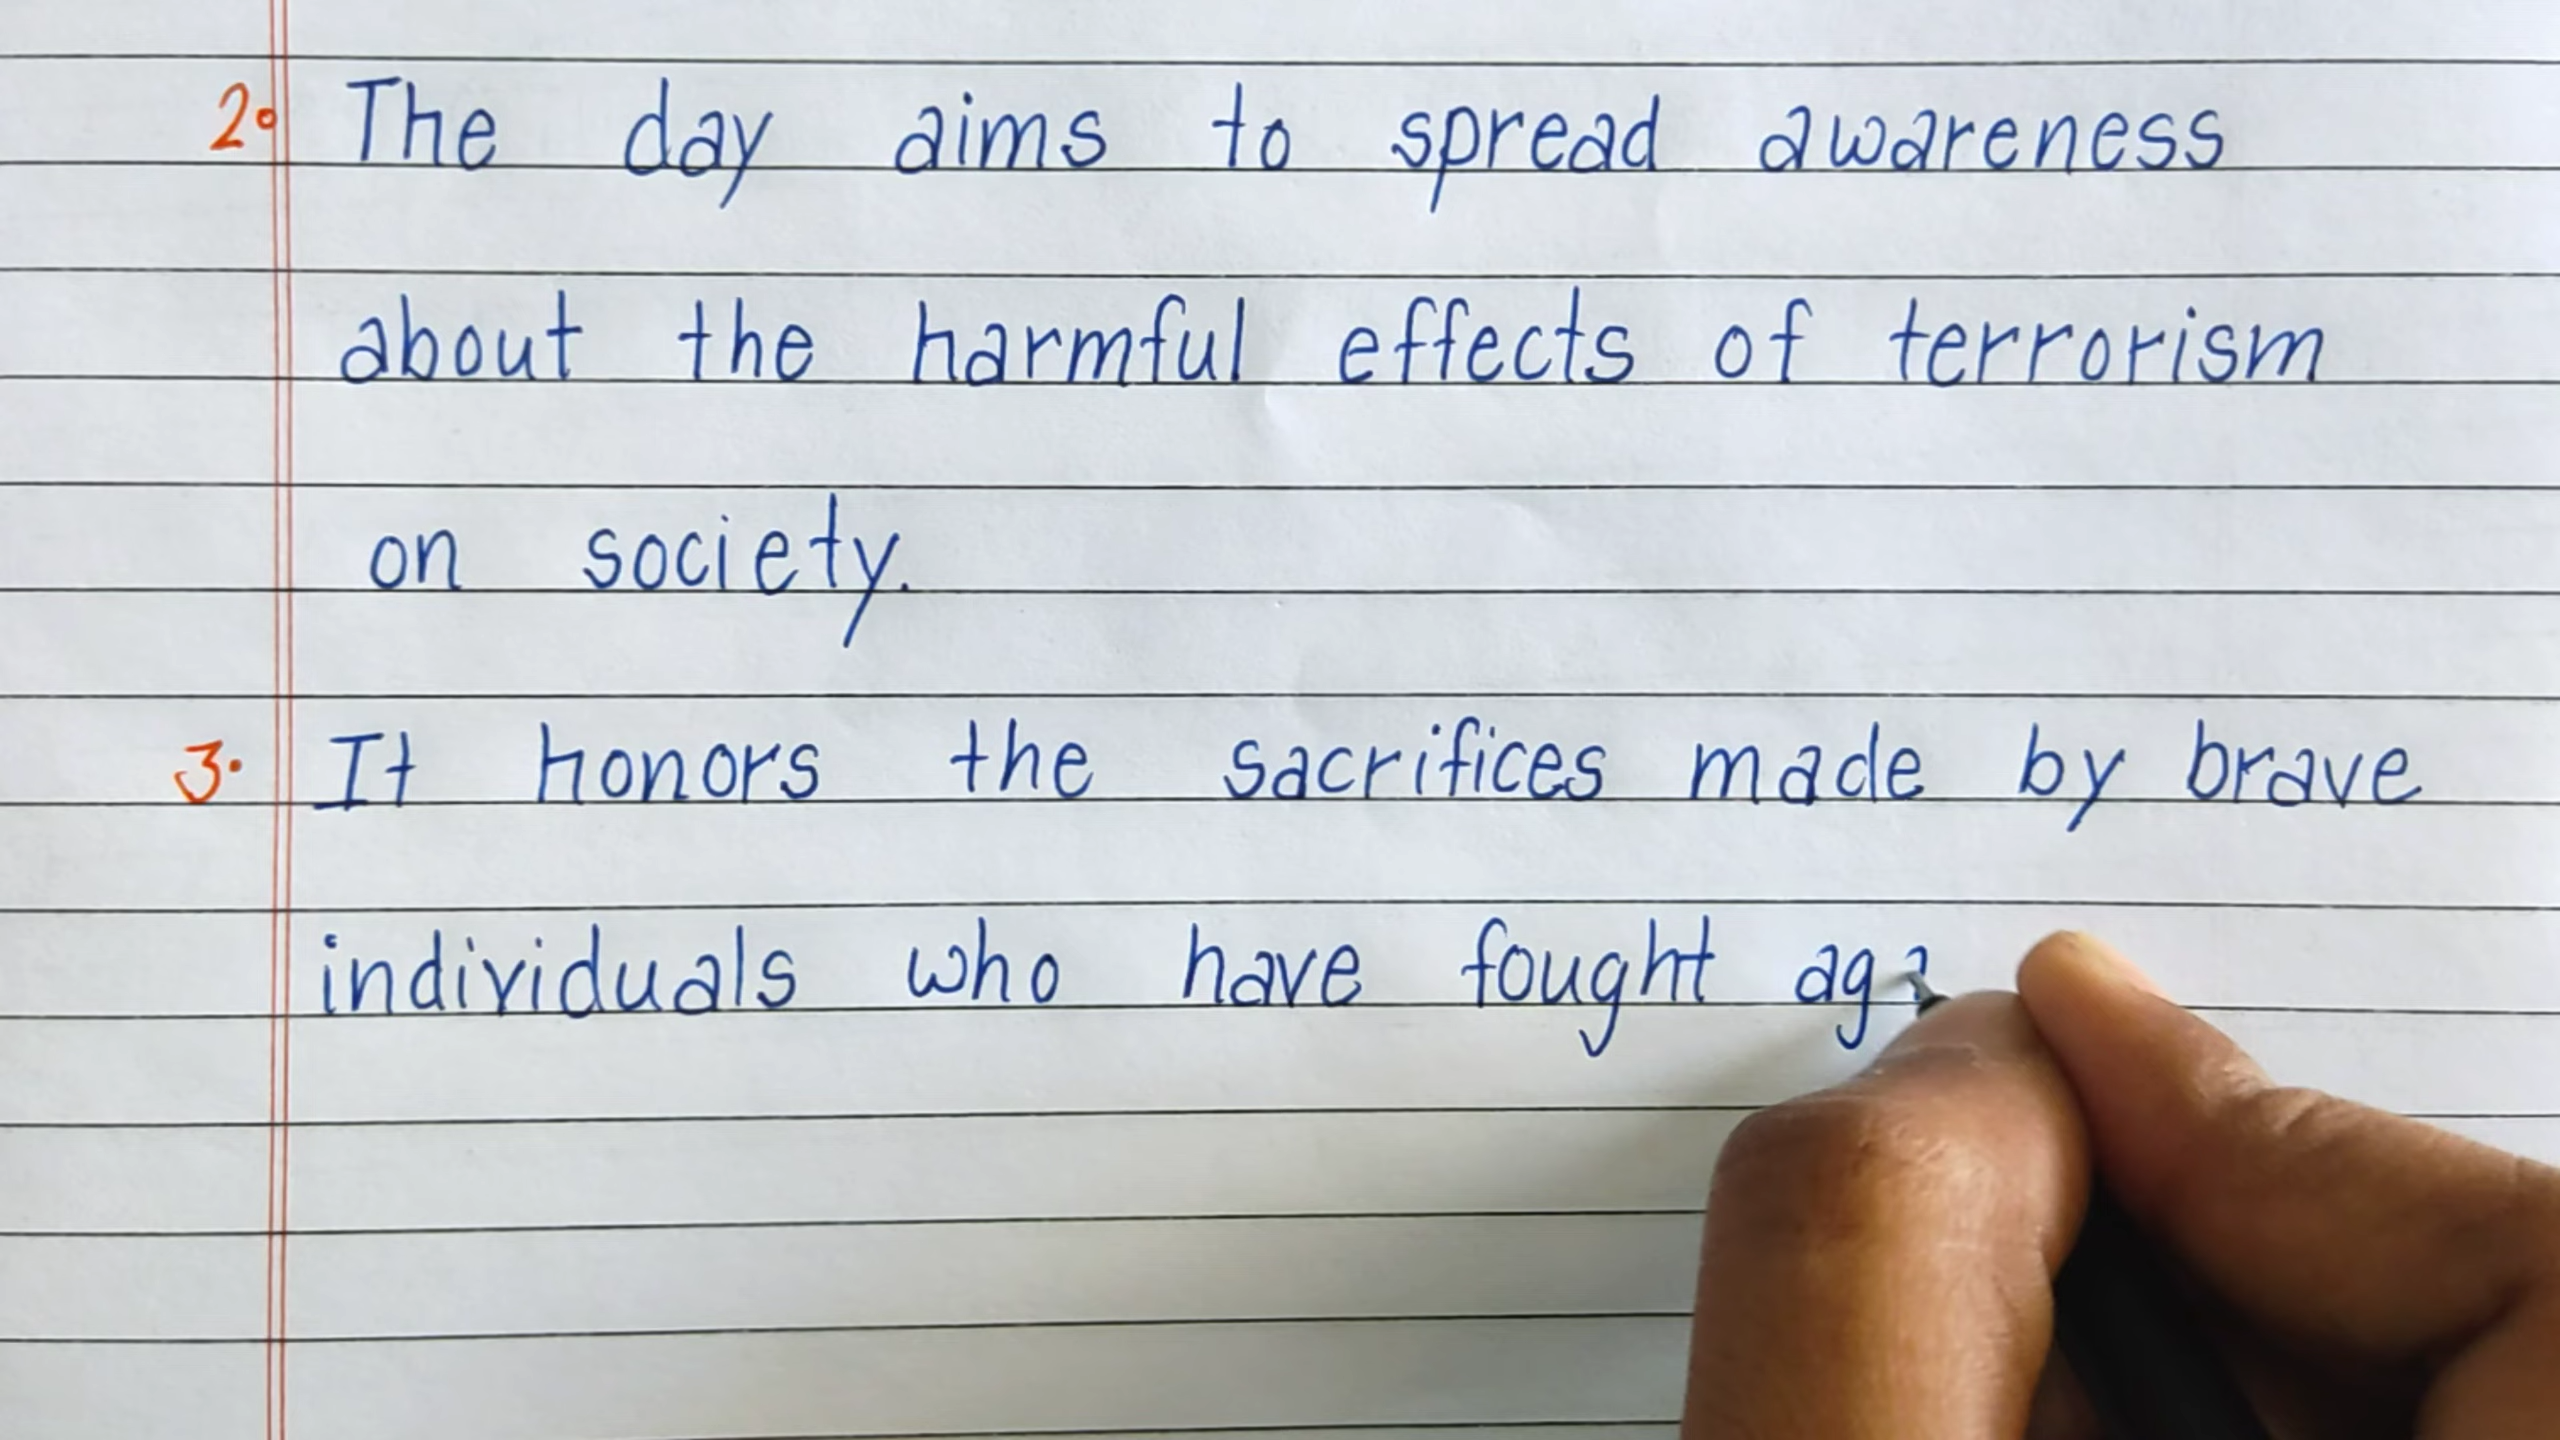 2. The day aims to spread awareness
about the harmful effects of terrorism
on society.
3. It honors the sacrifices made by brave
individuals who have fought